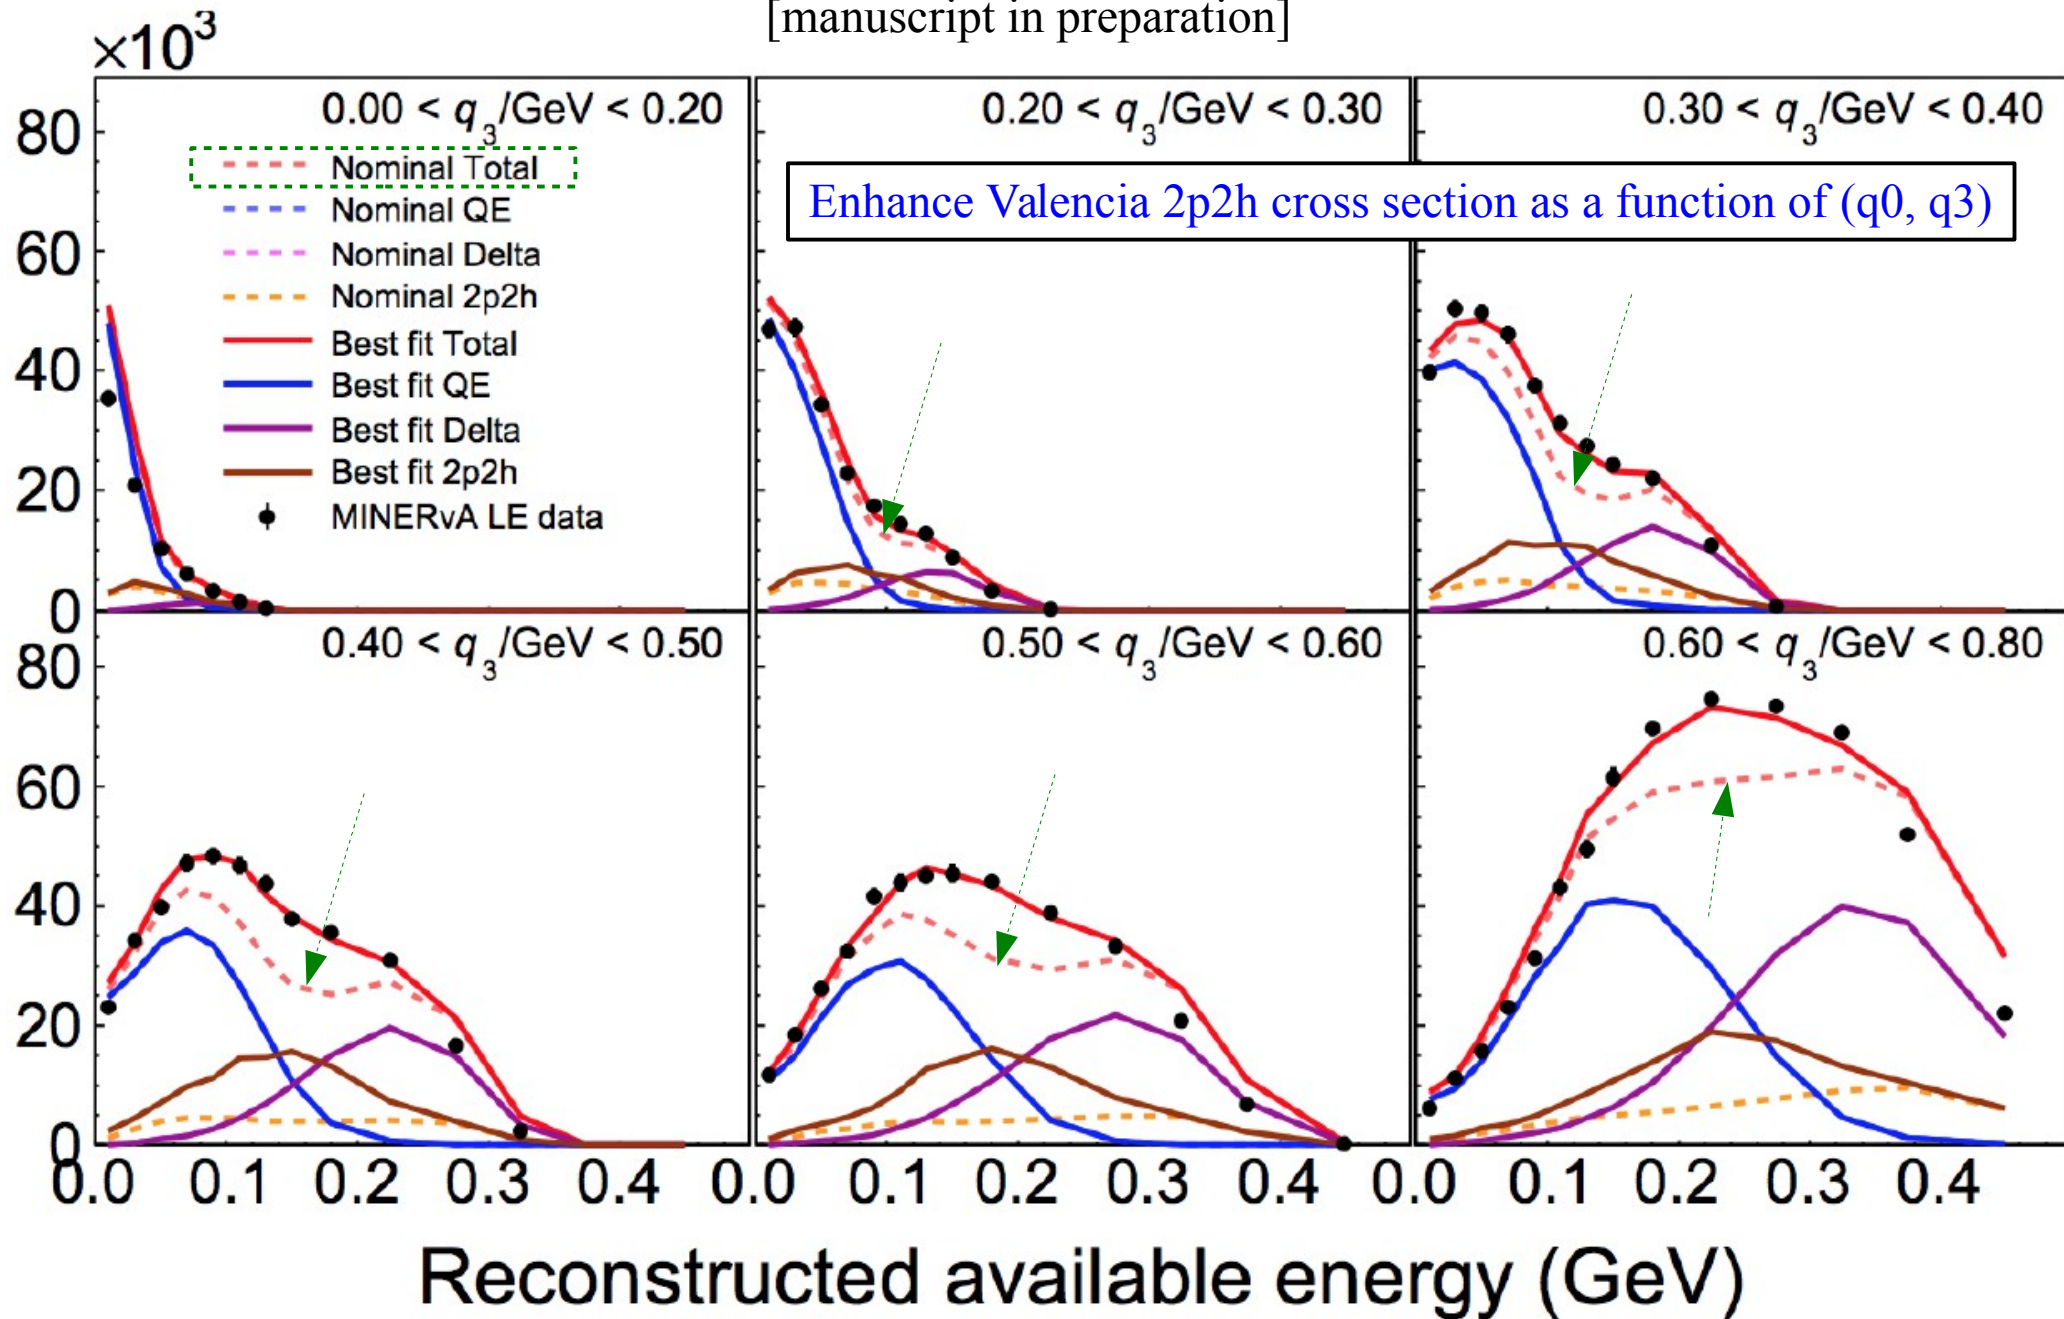 [manuscript in preparation]
×10³
0.00 < q₃/GeV < 0.20
0.20 < q₃/GeV < 0.30
0.30 < q₃/GeV < 0.40
Nominal Total
Nominal QE
Nominal Delta
Nominal 2p2h
Best fit Total
Best fit QE
Best fit Delta
Best fit 2p2h
MINERvA LE data
Enhance Valencia 2p2h cross section as a function of (q0, q3)
80
60
40
20
0
0.40 < q₃/GeV < 0.50
0.50 < q₃/GeV < 0.60
0.60 < q₃/GeV < 0.80
80
60
40
20
0
0.0 0.1 0.2 0.3 0.4 0.0 0.1 0.2 0.3 0.4 0.0 0.1 0.2 0.3 0.4
Reconstructed available energy (GeV)